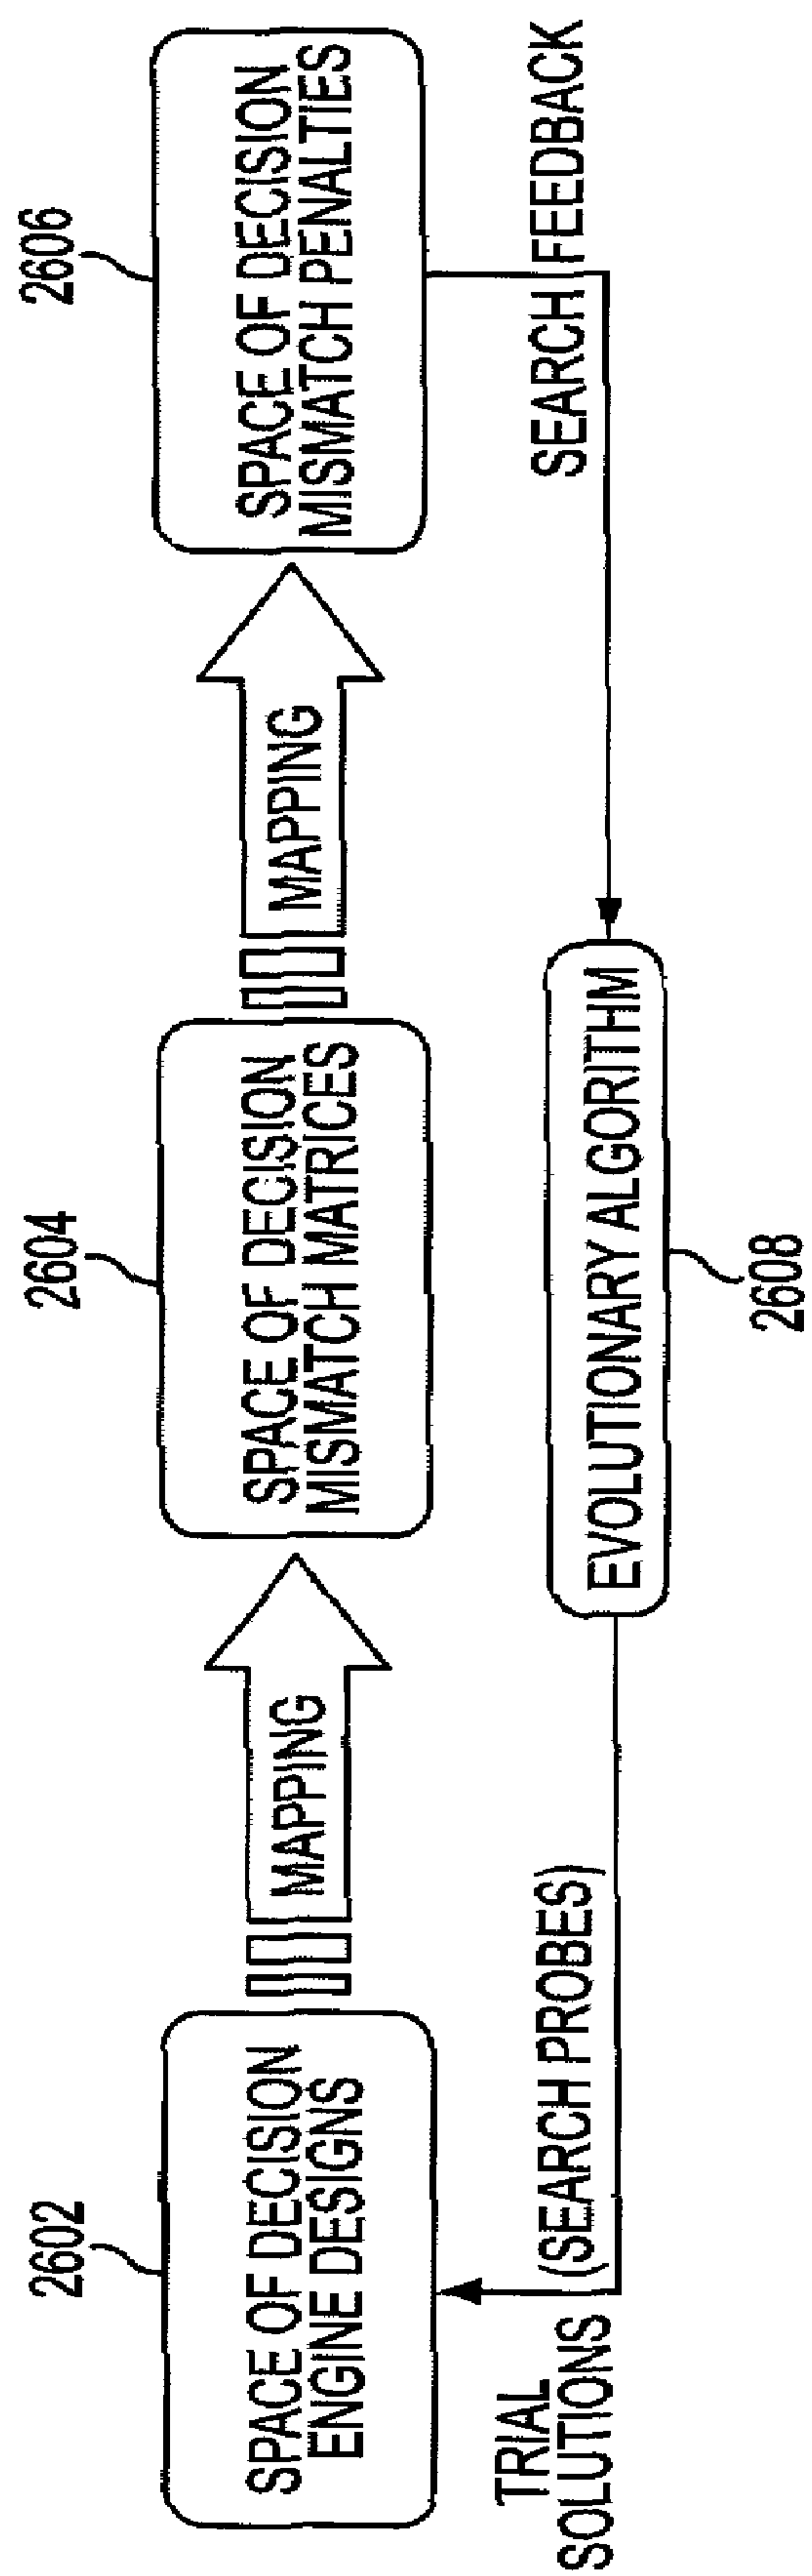 2602
2604
2606
SPACE OF DECISION
ENGINE DESIGNS
MAPPING
SPACE OF DECISION
MISMATCH MATRICES
MAPPING
SPACE OF DECISION
MISMATCH PENALTIES
TRIAL
SOLUTIONS
(SEARCH PROBES)
EVOLUTIONARY ALGORITHM
SEARCH FEEDBACK
2608